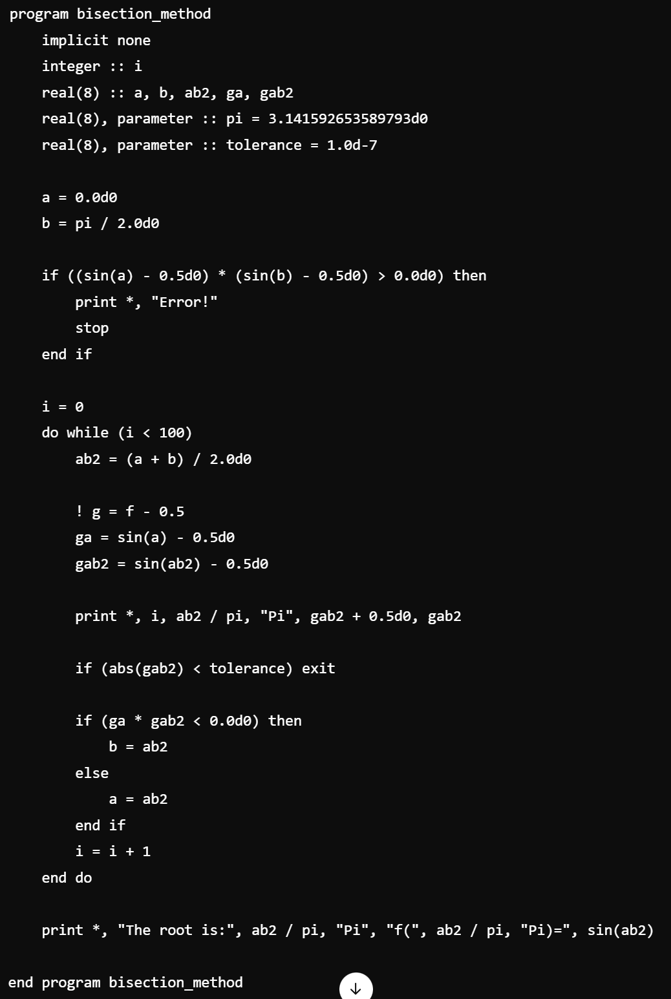 program bisection_method
    implicit none
    integer :: i
    real(8) :: a, b, ab2, ga, gab2
    real(8), parameter :: pi = 3.141592653589793d0
    real(8), parameter :: tolerance = 1.0d-7

    a = 0.0d0
    b = pi / 2.0d0

    if ((sin(a) - 0.5d0) * (sin(b) - 0.5d0) > 0.0d0) then
        print *, "Error!"
        stop
    end if

    i = 0
    do while (i < 100)
        ab2 = (a + b) / 2.0d0

        ! g = f - 0.5
        ga = sin(a) - 0.5d0
        gab2 = sin(ab2) - 0.5d0

        print *, i, ab2 / pi, "Pi", gab2 + 0.5d0, gab2

        if (abs(gab2) < tolerance) exit

        if (ga * gab2 < 0.0d0) then
            b = ab2
        else
            a = ab2
        end if
        i = i + 1
    end do

    print *, "The root is:", ab2 / pi, "Pi", "f(", ab2 / pi, "Pi)=", sin(ab2)

end program bisection_method